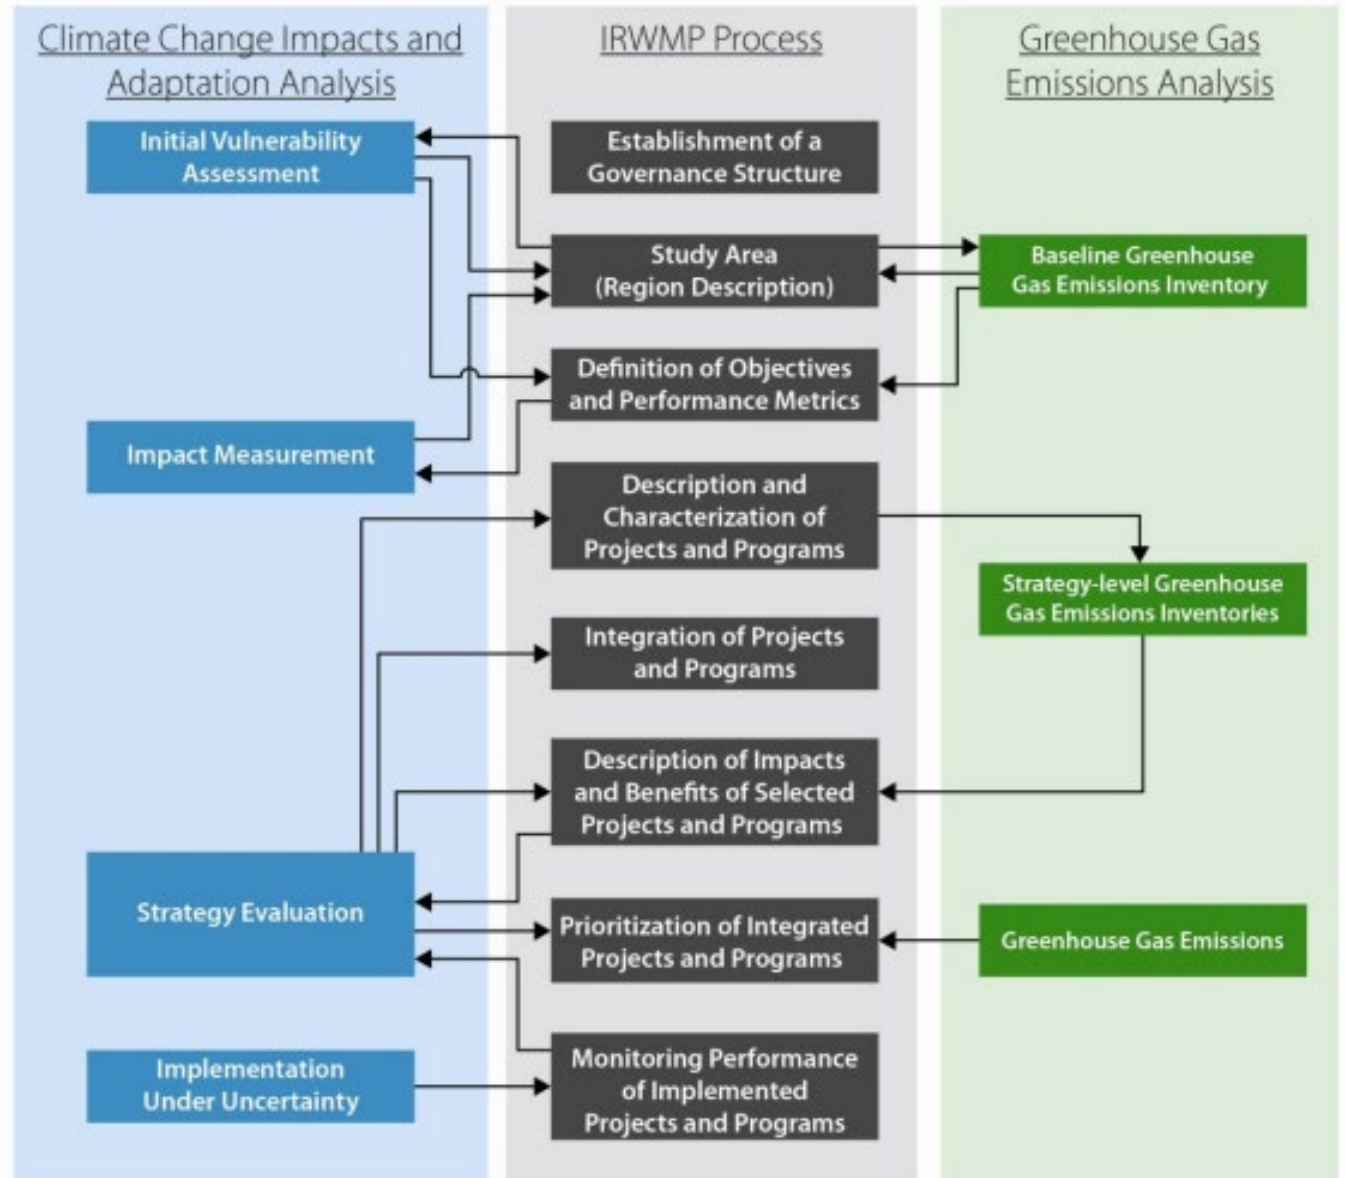 Climate Change Impacts and
Adaptation Analysis
Initial Vulnerability
Assessment
Impact Measurement
Strategy Evaluation
Implementation
Under Uncertainty
IRWMP Process
Establishment of a
Governance Structure
Study Area
(Region Description)
Definition of Objectives
and Performance Metrics
Description and
Characterization of
Projects and Programs
Integration of Projects
and Programs
Description of Impacts
and Benefits of Selected
Projects and Programs
Prioritization of Integrated
Projects and Programs
Monitoring Performance
of Implemented
Projects and Programs
Greenhouse Gas
Emissions Analysis
Baseline Greenhouse
Gas Emissions Inventory
Strategy-level Greenhouse
Gas Emissions Inventories
Greenhouse Gas Emissions